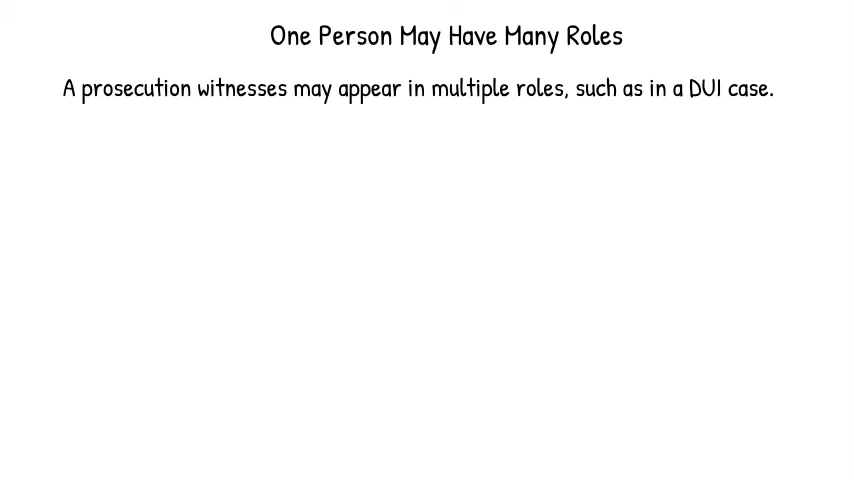 One Person May Have Many Roles
A prosecution witnesses may appear in multiple roles, such as in a DUI case.